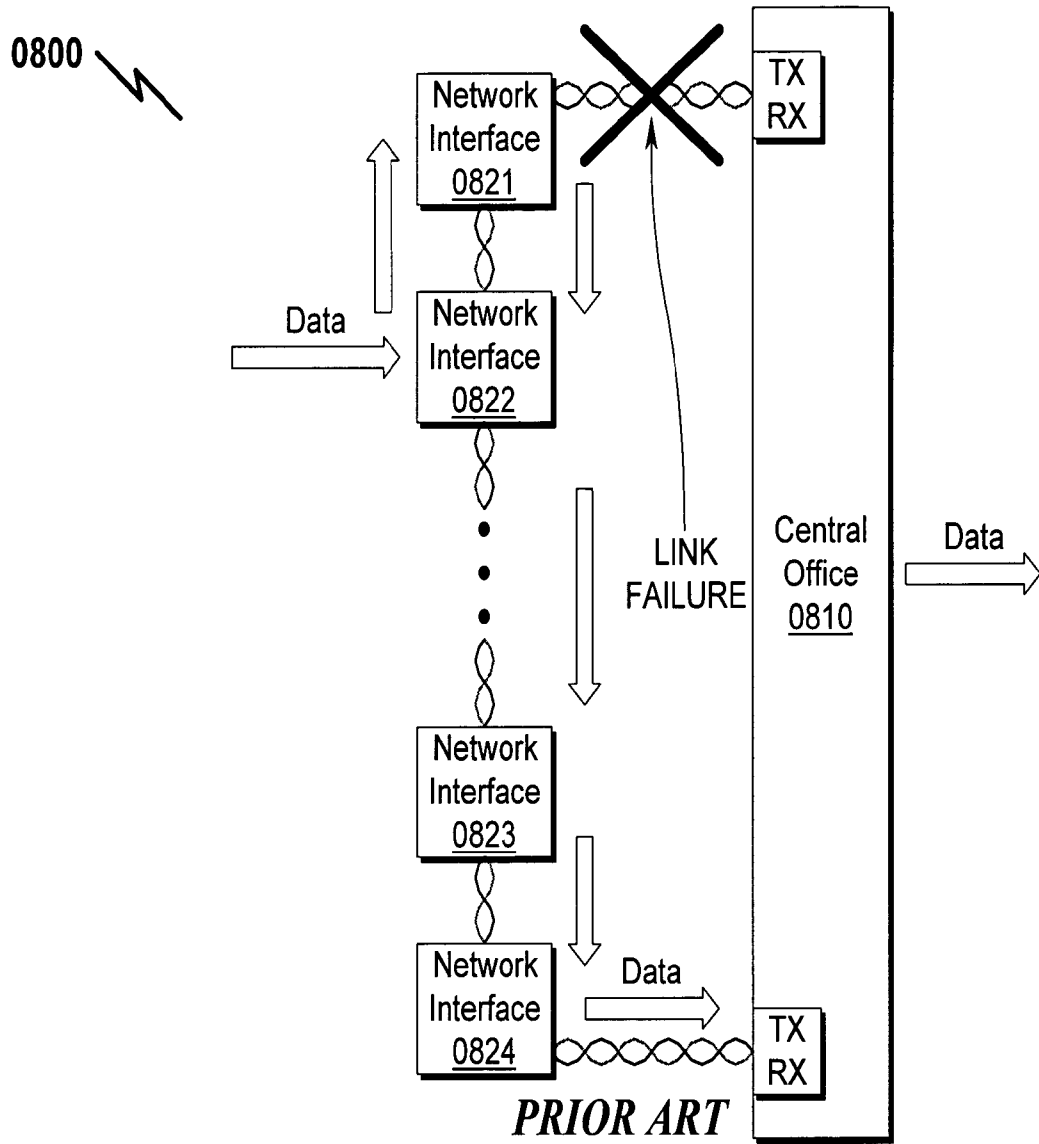 0800
Network
Interface
0821
TX
RX
Data
Network
Interface
0822
LINK
FAILURE
Central
Office
0810
Data
Network
Interface
0823
Network
Interface
0824
Data
TX
RX
PRIOR ART